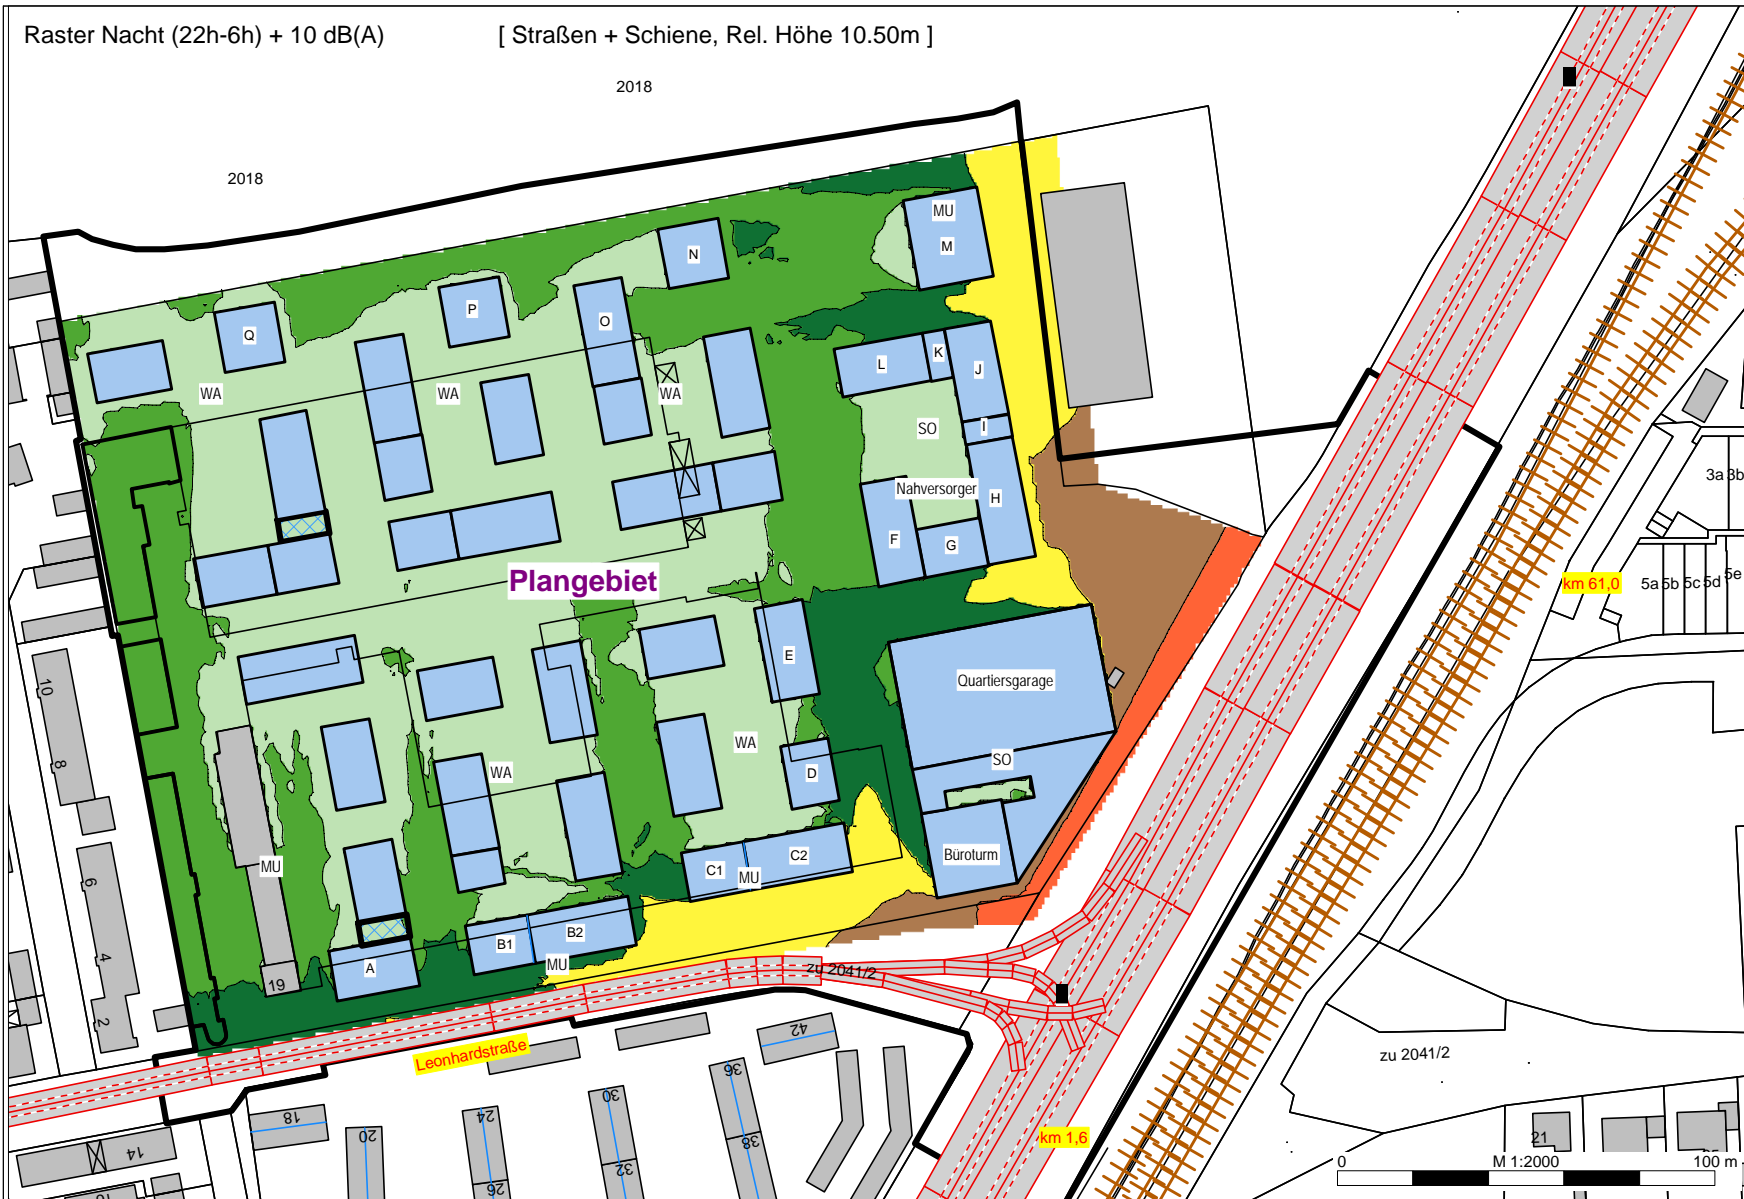 Raster Nacht (22h-6h) + 10 dB(A)
[ Straßen + Schiene, Rel. Höhe 10.50m ]
2018
2018
MU
M
N
P
O
Q
K
L
J
WA
WA
WA
SO
I
Nahversorger
H
F
G
3a 3b
km 61,0
5a 5b 5c 5d 5e
Plangebiet
E
Quartiersgarage
10
8
WA
WA
D
SO
MU
C1
C2
MU
Büroturm
6
4
2
B1
B2
MU
A
19
zu 2041/2
Leonhardstraße
42
zu 2041/2
36
30
24
18
20
38
32
26
14
km 1,6
21
0
M 1:2000
100 m